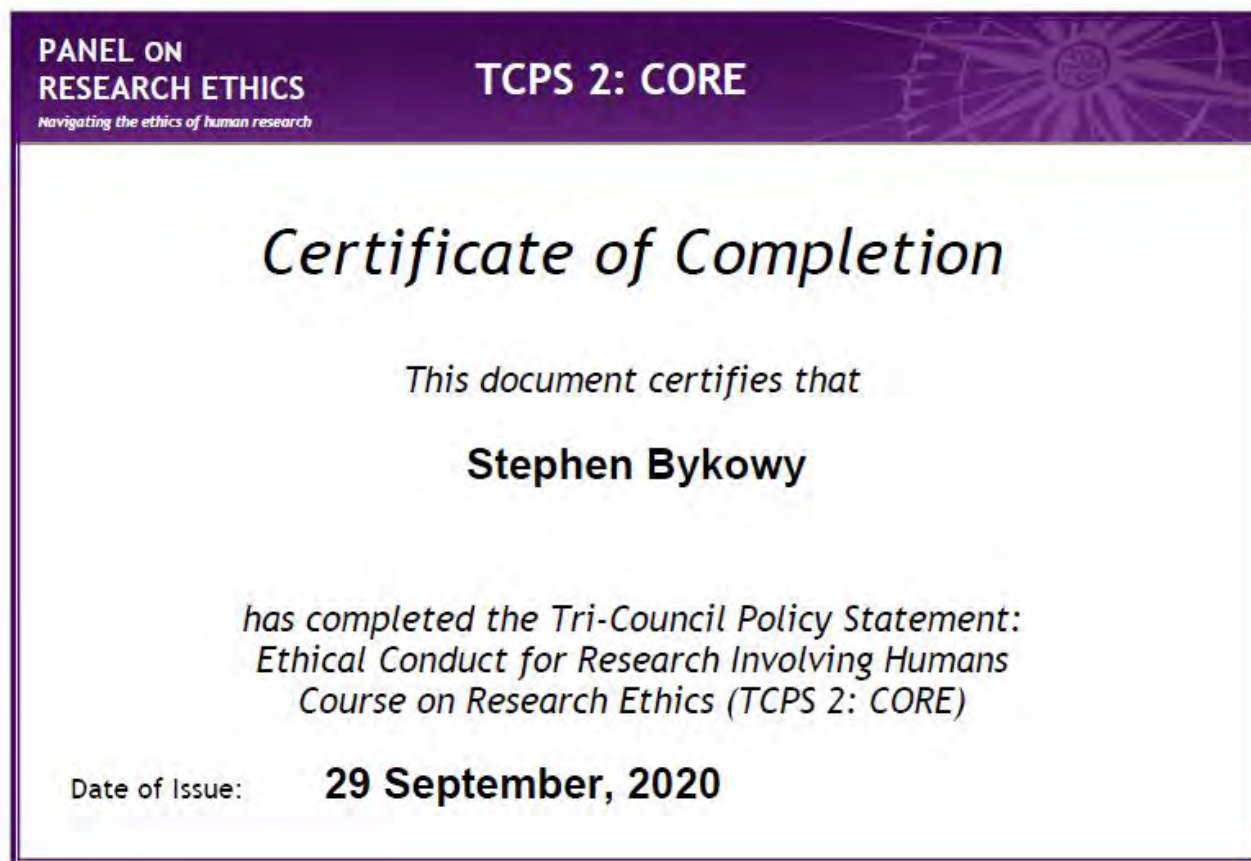 PANEL ON
RESEARCH ETHICS
Navigating the ethics of human research
TCPS 2: CORE
Certificate of Completion
This document certifies that
Stephen Bykowy
has completed the Tri-Council Policy Statement:
Ethical Conduct for Research Involving Humans
Course on Research Ethics (TCPS 2: CORE)
Date of Issue: 29 September, 2020